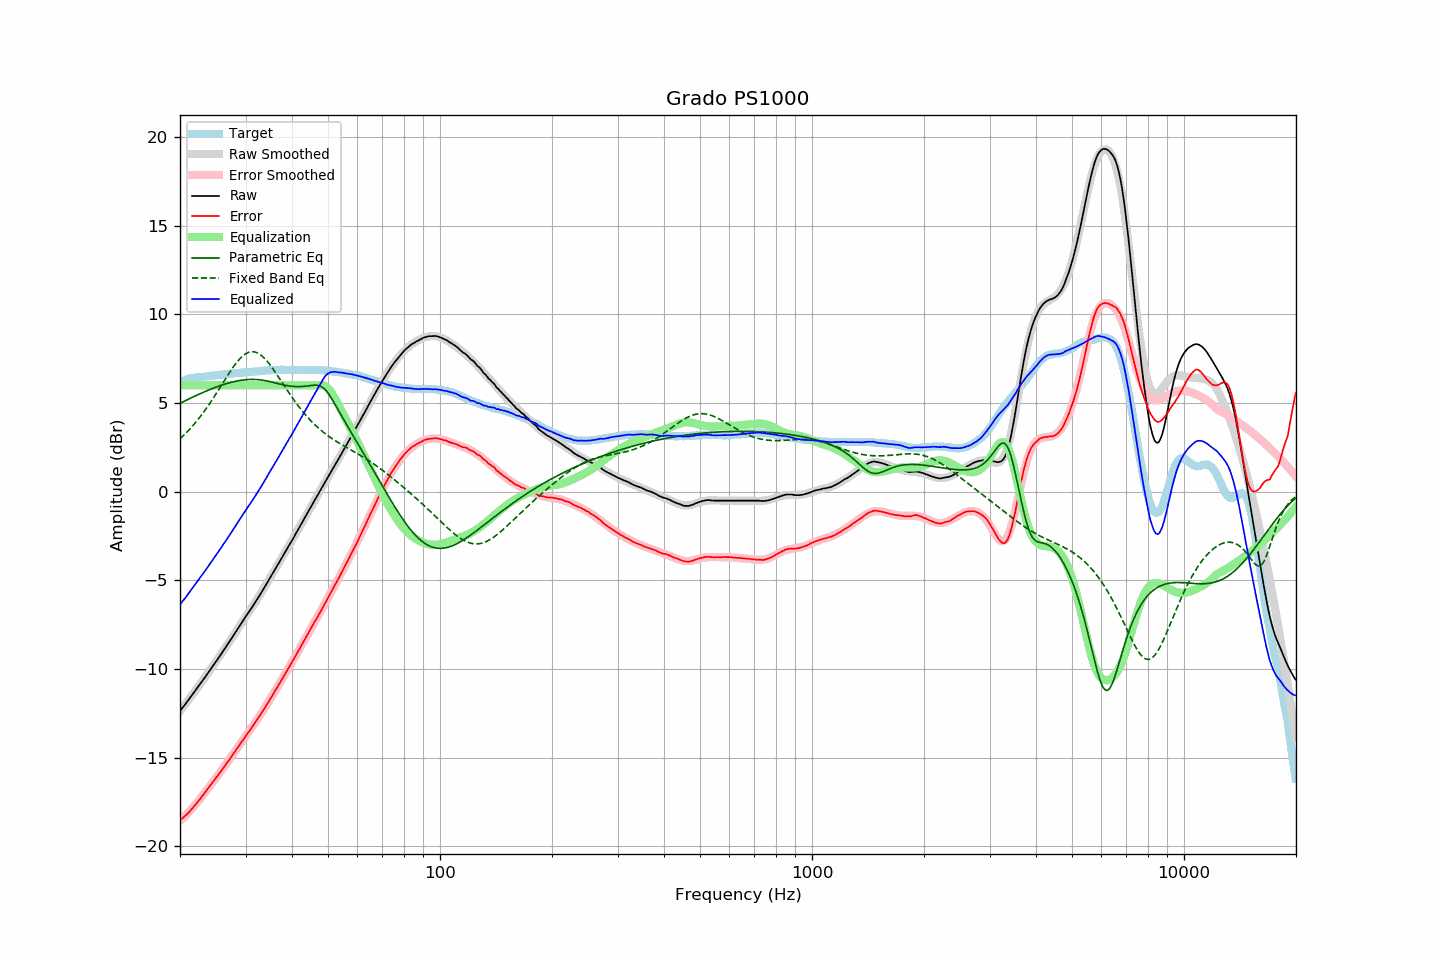 Grado PS1000
Target
Raw Smoothed
Error Smoothed
Raw
Error
Equalization
Parametric Eq
Fixed Band Eq
Equalized
20
15
10
5
0
−5
−10
−15
−20
Amplitude (dBr)
100
1000
10000
Frequency (Hz)